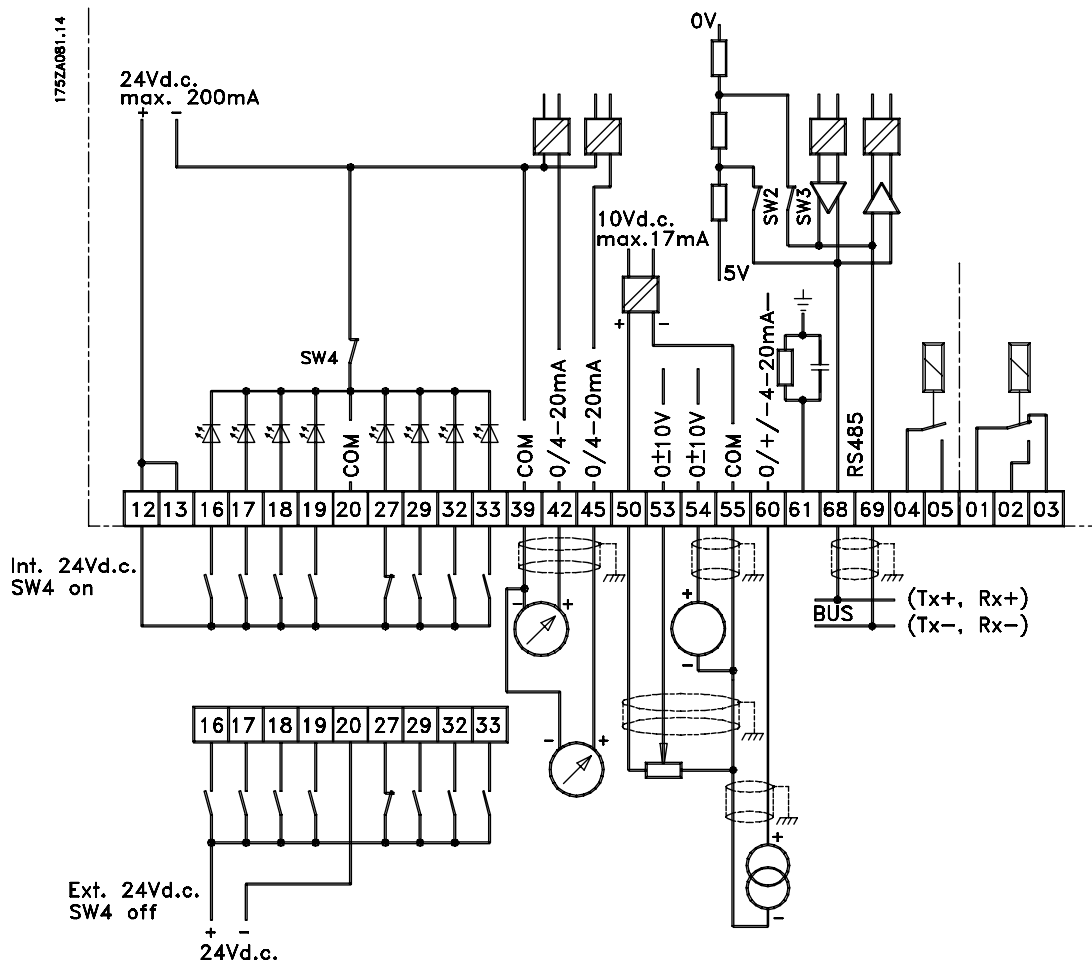 175ZA081.14
24Vd.c.
max. 200mA
+ −
0V
SW2
SW3
5V
10Vd.c.
max.17mA
+ −
SW4
COM
COM
0/4−20mA
0/4−20mA
0±10V
0±10V
COM
0/+/−4−20mA
RS485
12 13 16 17 18 19 20 27 29 32 33 39 42 45 50 53 54 55 60 61 68 69 04 05 01 02 03
Int. 24Vd.c.
SW4 on
− +
+
−
BUS
(Tx+, Rx+)
(Tx−, Rx−)
16 17 18 19 20 27 29 32 33
− +
+
−
Ext. 24Vd.c.
SW4 off
+ −
24Vd.c.